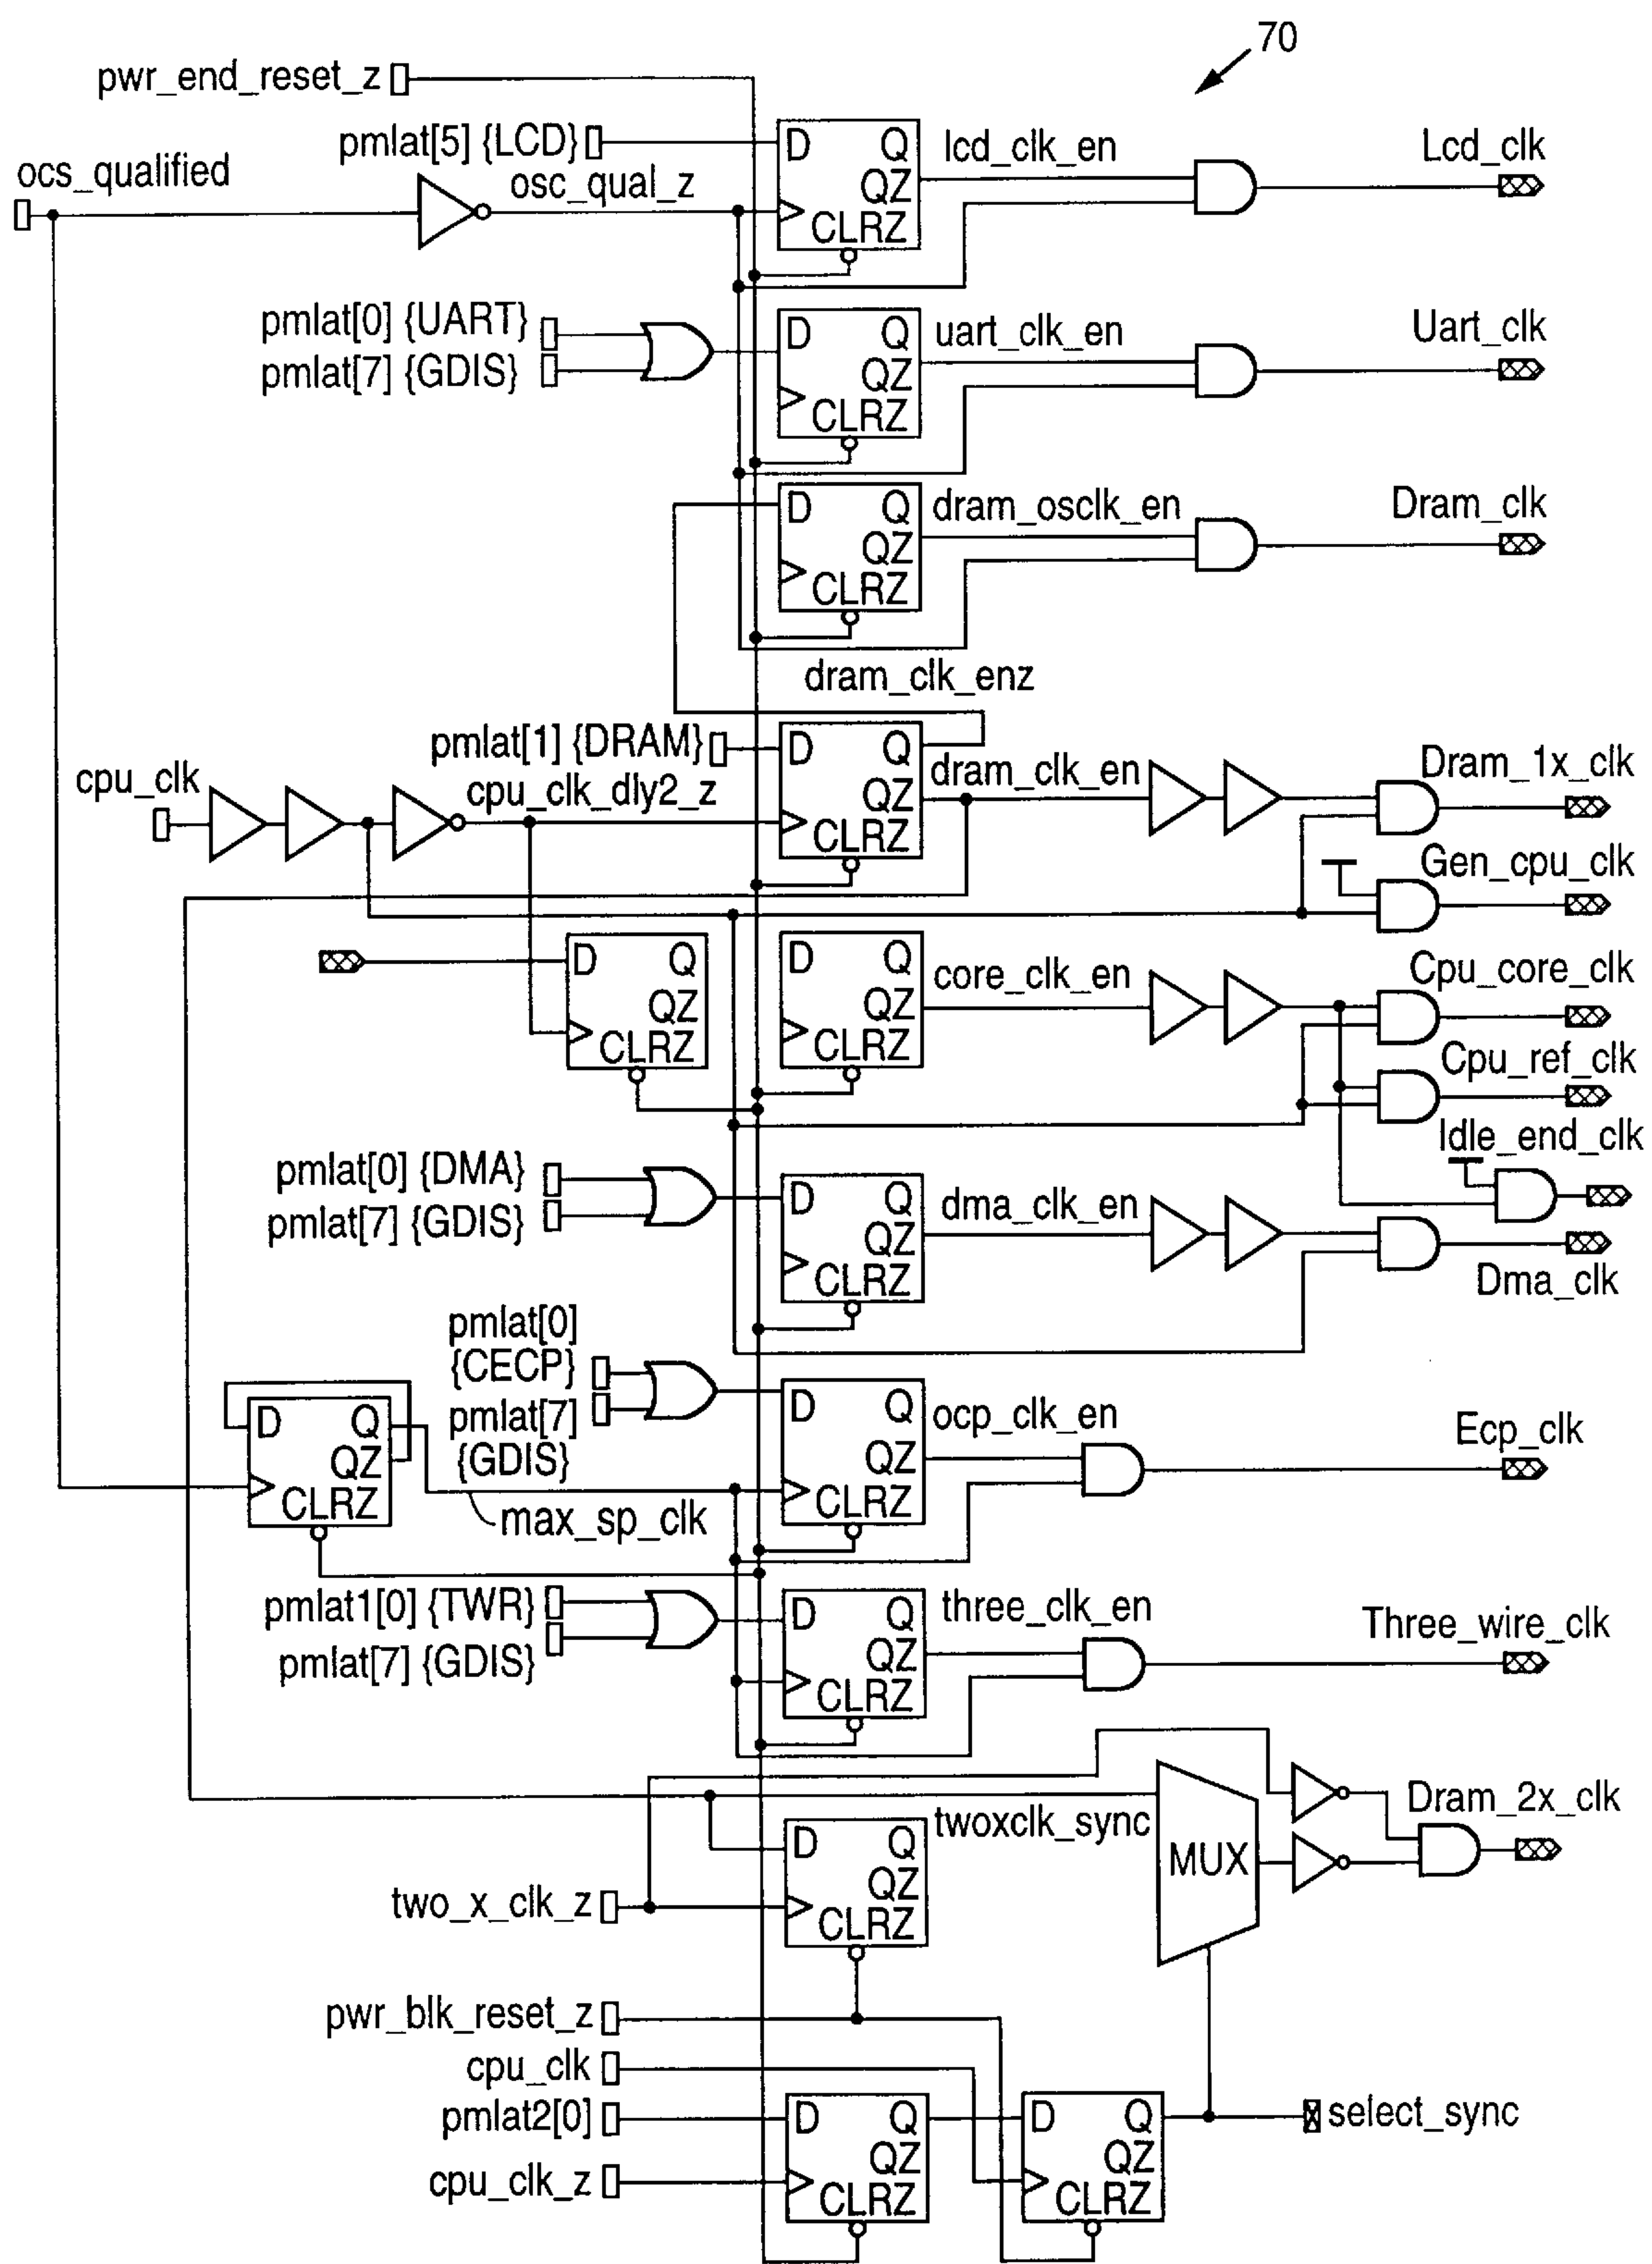 70
pwr_end_reset_z
pmlat[5] {LCD}
D Q
QZ
CLRZ
lcd_clk_en
Lcd_clk
ocs_qualified
osc_qual_z
pmlat[0] {UART}
pmlat[7] {GDIS}
D Q
QZ
CLRZ
uart_clk_en
Uart_clk
D Q
QZ
CLRZ
dram_osclk_en
Dram_clk
dram_clk_enz
pmlat[1] {DRAM}
D Q
QZ
CLRZ
dram_clk_en
Dram_1x_clk
cpu_clk
cpu_clk_dly2_z
Gen_cpu_clk
D Q
QZ
CLRZ
D Q
QZ
CLRZ
core_clk_en
Cpu_core_clk
Cpu_ref_clk
Idle_end_clk
pmlat[0] {DMA}
pmlat[7] {GDIS}
D Q
QZ
CLRZ
dma_clk_en
Dma_clk
pmlat[0]
{CECP}
pmlat[7]
{GDIS}
D Q
QZ
CLRZ
ocp_clk_en
Ecp_clk
D Q
QZ
CLRZ
max_sp_clk
pmlat1[0] {TWR}
pmlat[7] {GDIS}
D Q
QZ
CLRZ
three_clk_en
Three_wire_clk
D Q
QZ
CLRZ
twoxclk_sync
MUX
Dram_2x_clk
two_x_clk_z
pwr_blk_reset_z
cpu_clk
pmlat2[0]
cpu_clk_z
D Q
QZ
CLRZ
D Q
QZ
CLRZ
select_sync